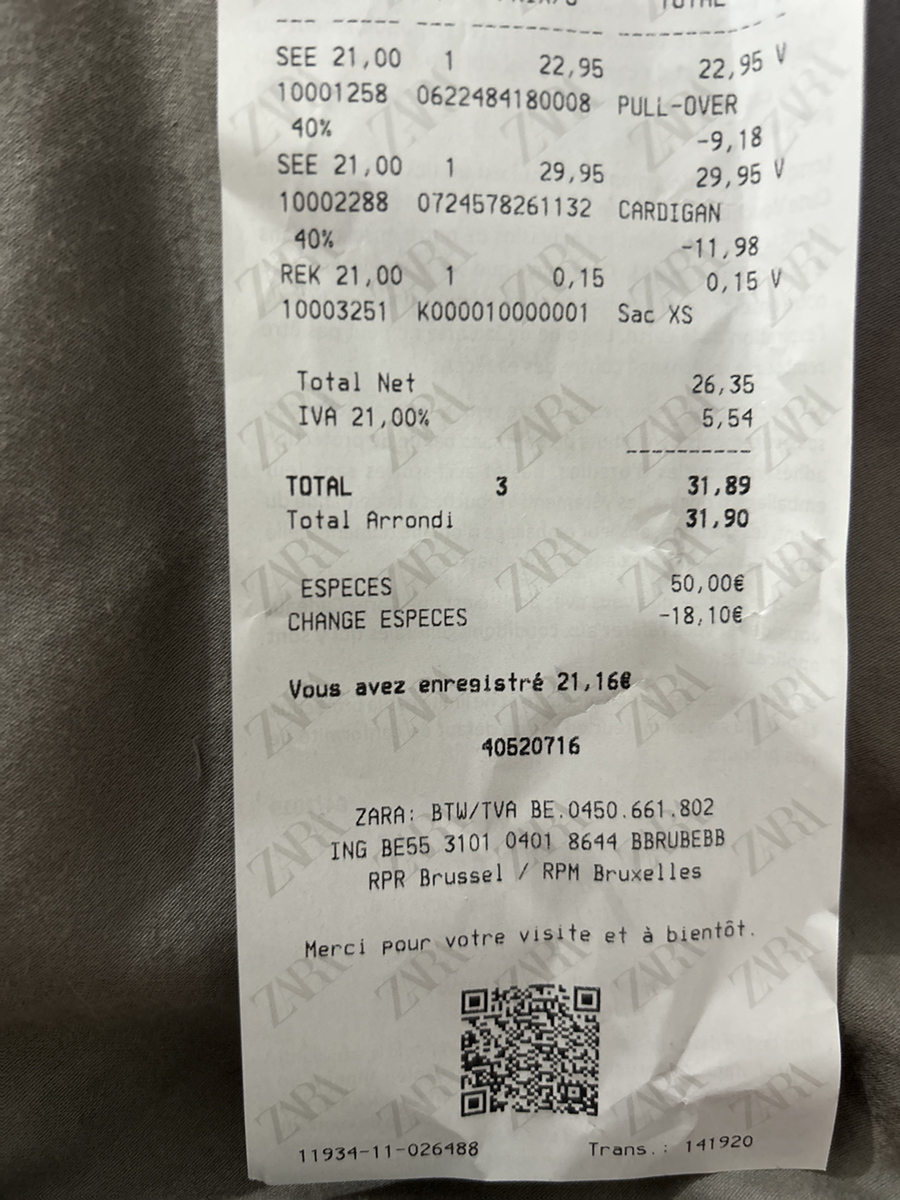 TOTAL
--- ----- --- ------------ ------------
SEE 21,00 1 22,95 22,95 V
10001258 0622484180008 PULL-OVER
40% -9,18
SEE 21,00 1 29,95 29,95 V
10002288 0724578261132 CARDIGAN
40% -11,98
REK 21,00 1 0,15 0,15 V
10003251 K000010000001 Sac XS
Total Net 26,35
IVA 21,00% 5,54
----------
TOTAL 3 31,89
Total Arrondi 31,90
ESPECES 50,00€
CHANGE ESPECES -18,10€
Vous avez enregistré 21,16€
40520716
ZARA: BTW/TVA BE.0450.661.802
ING BE55 3101 0401 8644 BBRUBEBB
RPR Brussel / RPM Bruxelles
Merci pour votre visite et à bientôt.
11934-11-026488 Trans.: 141920